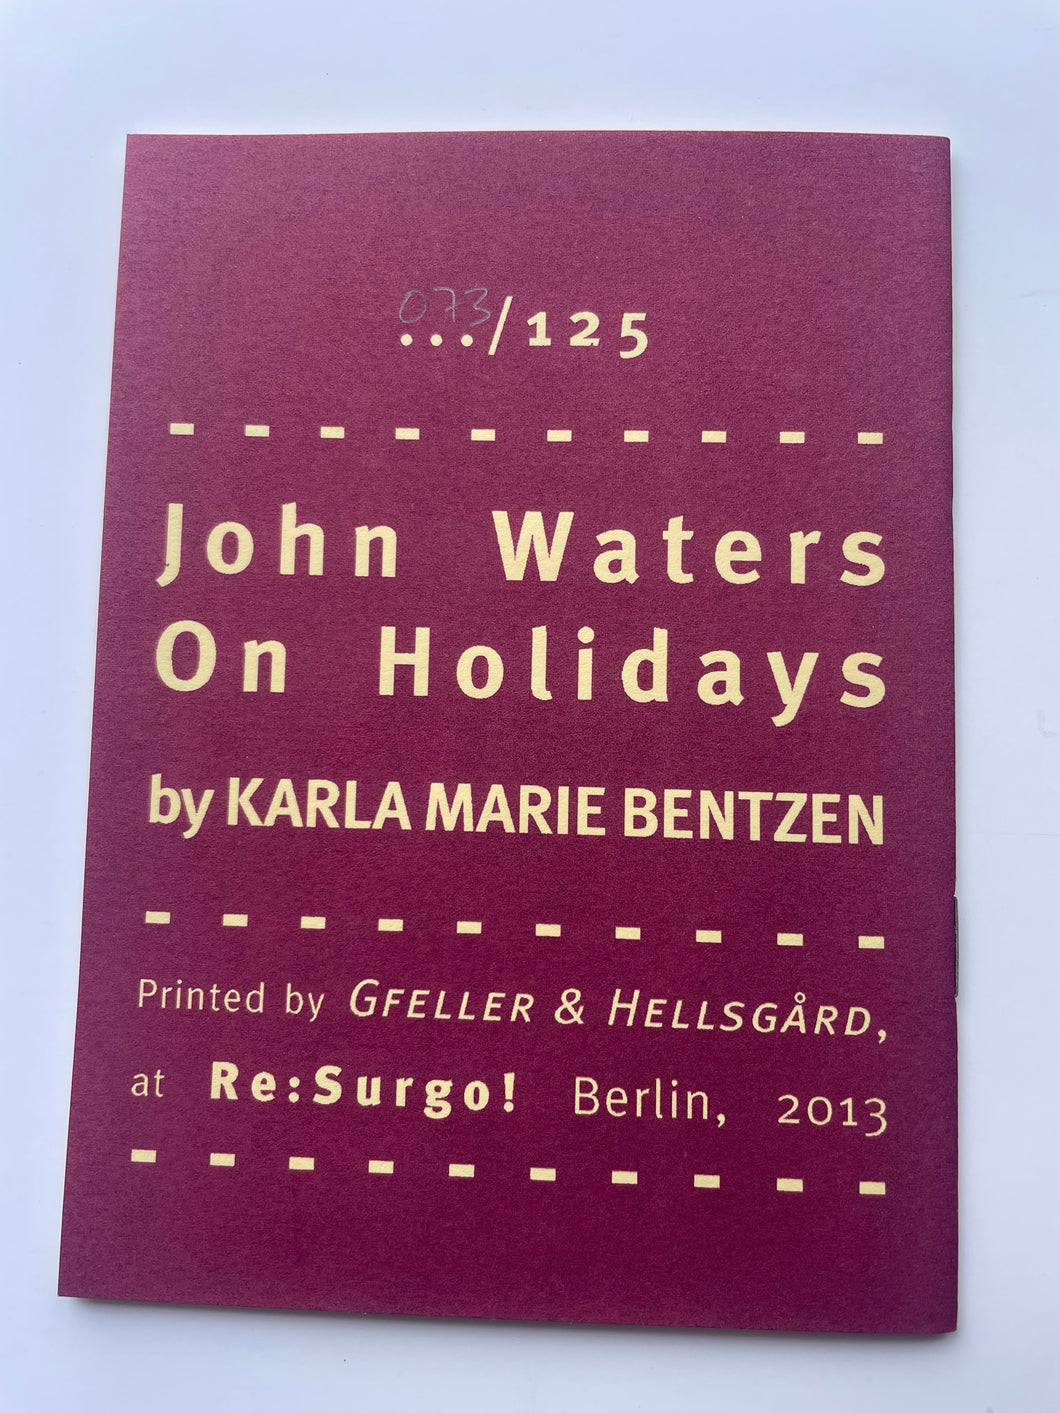 073
.../125
John Waters
On Holidays
by KARLA MARIE BENTZEN
Printed by GFELLER & HELLSGÅRD,
at Re:Surgo! Berlin, 2013